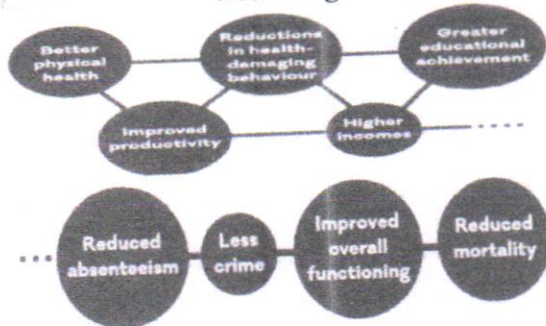 Better
physical
health
Reductions
in health-
damaging
behaviour
Greater
educational
achievement
Improved
productivity
Higher
incomes
Reduced
absenteeism
Less
crime
Improved
overall
functioning
Reduced
mortality